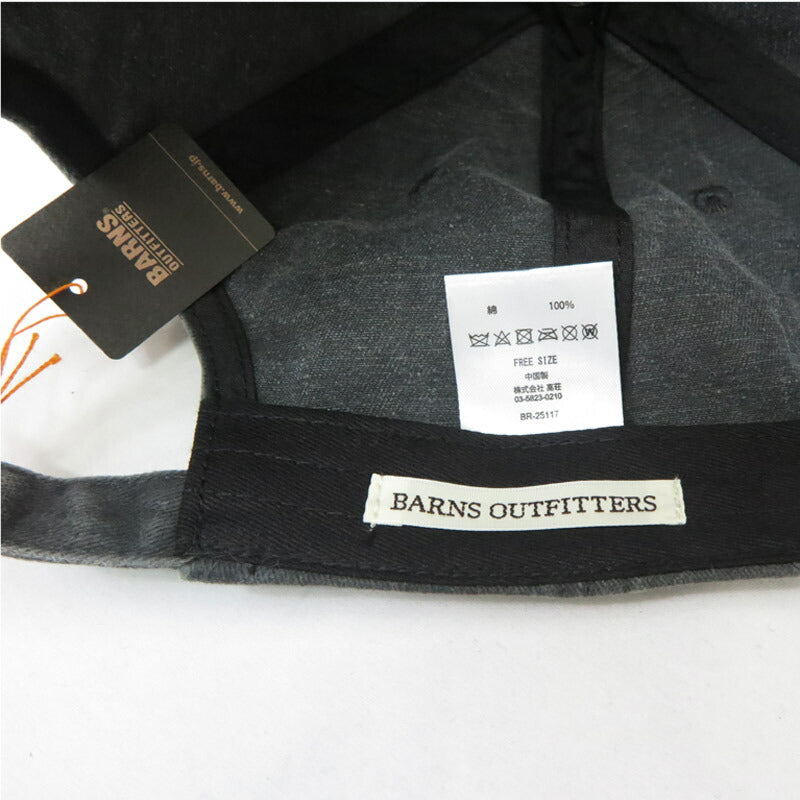 www.barns.jp
BARNS
OUTFITTERS
綿 100%
FREE SIZE
中国製
株式会社 髙荘
03-5823-0210
BR-25117
BARNS OUTFITTERS